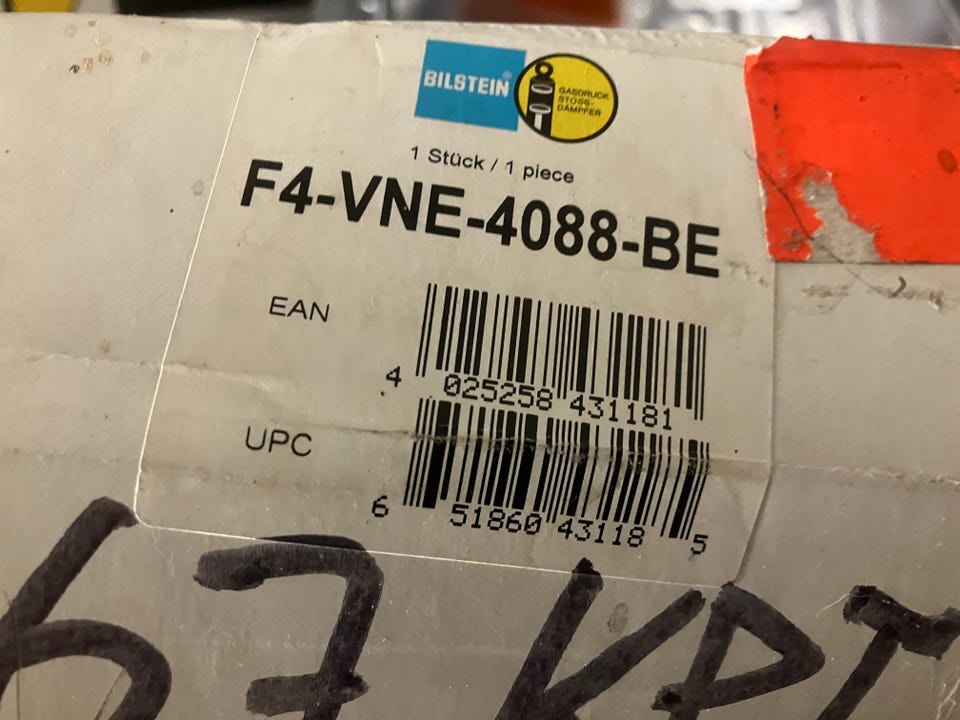 BILSTEIN®
GASDRUCK
STOSS-
DÄMPFER
1 Stück / 1 piece
F4-VNE-4088-BE
EAN
4 025258 431181
UPC
6 51860 43118 5